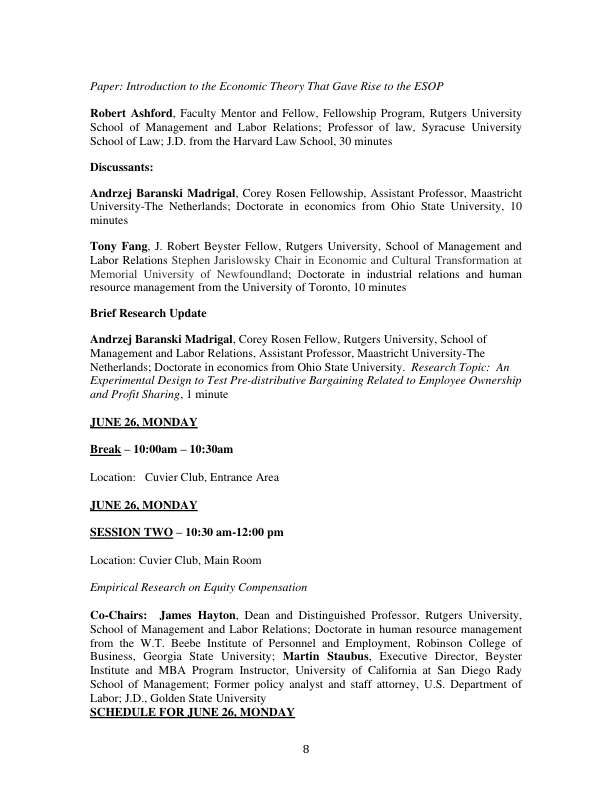 Paper: Introduction to the Economic Theory That Gave Rise to the ESOP
Robert Ashford, Faculty Mentor and Fellow, Fellowship Program, Rutgers University
School of Management and Labor Relations; Professor of law, Syracuse University
School of Law; J.D. from the Harvard Law School, 30 minutes
Discussants:
Andrzej Baranski Madrigal, Corey Rosen Fellowship, Assistant Professor, Maastricht
University-The Netherlands; Doctorate in economics from Ohio State University, 10
minutes
Tony Fang, J. Robert Beyster Fellow, Rutgers University, School of Management and
Labor Relations Stephen Jarislowsky Chair in Economic and Cultural Transformation at
Memorial University of Newfoundland; Doctorate in industrial relations and human
resource management from the University of Toronto, 10 minutes
Brief Research Update
Andrzej Baranski Madrigal, Corey Rosen Fellow, Rutgers University, School of
Management and Labor Relations, Assistant Professor, Maastricht University-The
Netherlands; Doctorate in economics from Ohio State University. Research Topic: An
Experimental Design to Test Pre-distributive Bargaining Related to Employee Ownership
and Profit Sharing, 1 minute
JUNE 26, MONDAY
Break – 10:00am – 10:30am
Location: Cuvier Club, Entrance Area
JUNE 26, MONDAY
SESSION TWO – 10:30 am-12:00 pm
Location: Cuvier Club, Main Room
Empirical Research on Equity Compensation
Co-Chairs: James Hayton, Dean and Distinguished Professor, Rutgers University,
School of Management and Labor Relations; Doctorate in human resource management
from the W.T. Beebe Institute of Personnel and Employment, Robinson College of
Business, Georgia State University; Martin Staubus, Executive Director, Beyster
Institute and MBA Program Instructor, University of California at San Diego Rady
School of Management; Former policy analyst and staff attorney, U.S. Department of
Labor; J.D., Golden State University
SCHEDULE FOR JUNE 26, MONDAY
8